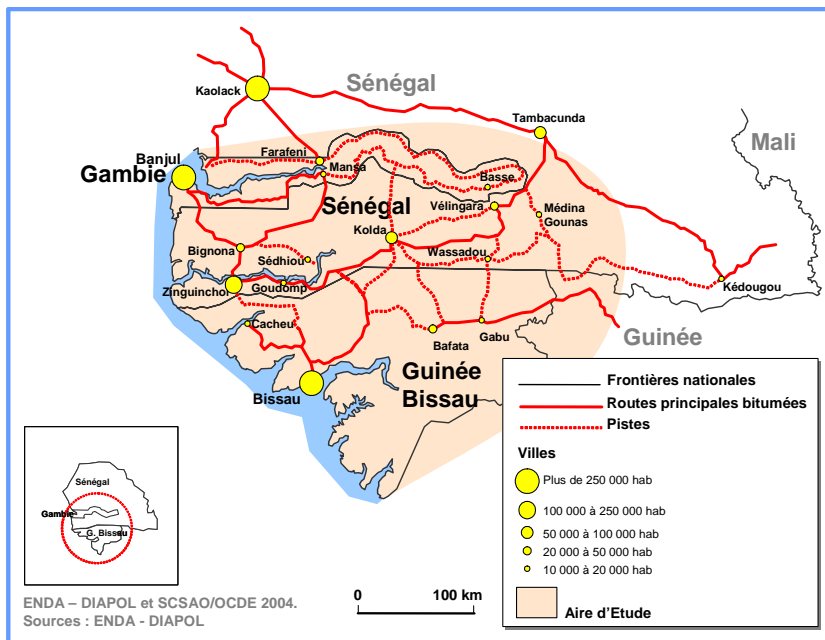 Sénégal
Kaolack
Tambacunda
Mali
Farafeni
Banjul
Mansa
Gambie
Basse
Sénégal
Vélingara
Médina
Gounas
Kolda
Bignona
Sédhiou
Wassadou
Zinguinchor
Goudomp
Kédougou
Cacheu
Guinée
Bafata
Gabu
Guinée
Bissau
Bissau
Frontières nationales
Routes principales bitumées
Pistes
Villes
Plus de 250 000 hab
100 000 à 250 000 hab
50 000 à 100 000 hab
20 000 à 50 000 hab
10 000 à 20 000 hab
Aire d'Etude
Sénégal
Gambie
G. Bissau
0 100 km
ENDA – DIAPOL et SCSAO/OCDE 2004.
Sources : ENDA - DIAPOL